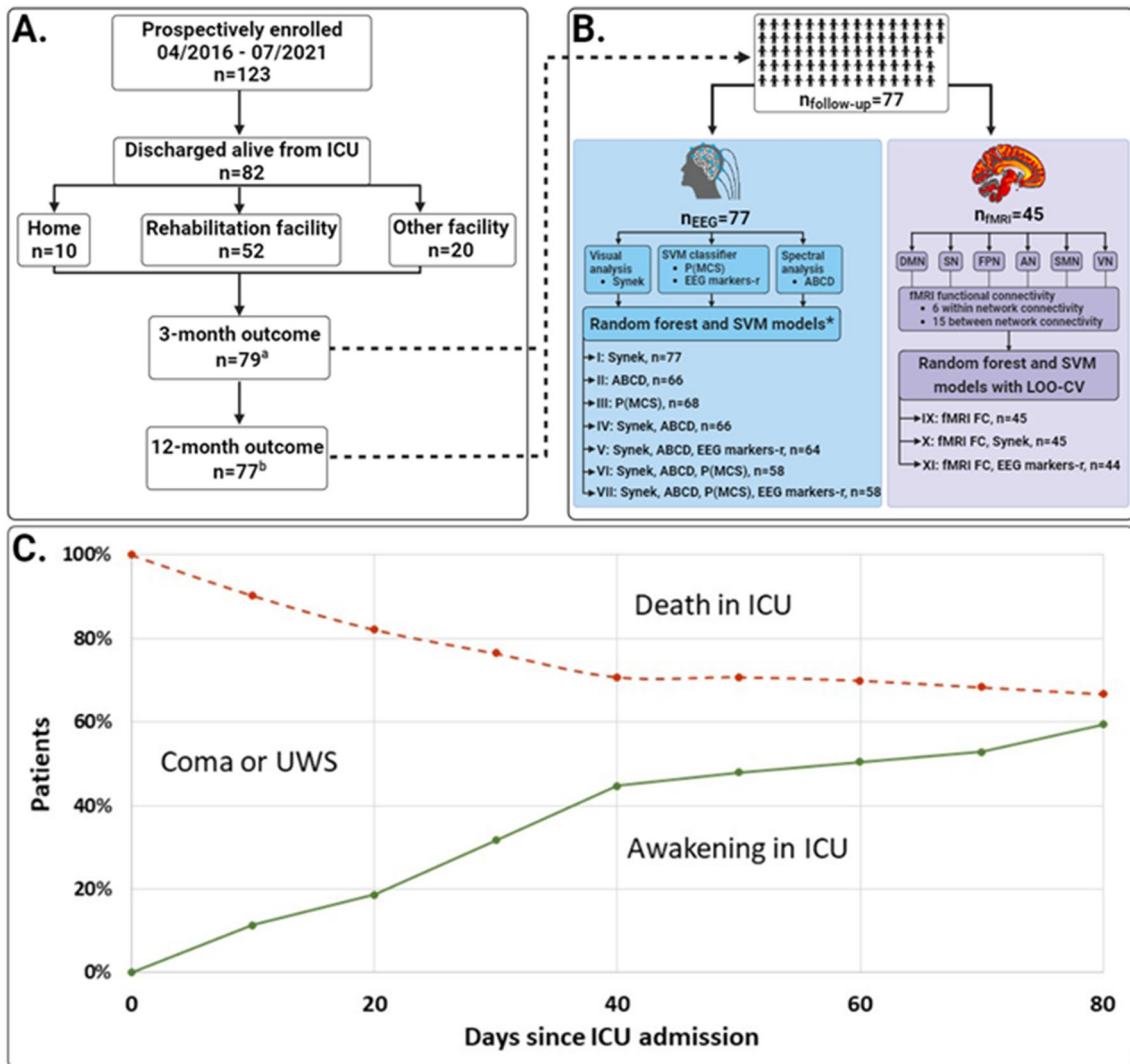 A.
Prospectively enrolled
04/2016 - 07/2021
n=123
Discharged alive from ICU
n=82
Home
n=10
Rehabilitation facility
n=52
Other facility
n=20
3-month outcome
n=79a
12-month outcome
n=77b
B.
nfollow-up=77
nEEG=77
Visual
analysis
• Synek
SVM classifier
• P(MCS)
• EEG markers-r
Spectral
analysis
• ABCD
Random forest and SVM models*
I: Synek, n=77
II: ABCD, n=66
III: P(MCS), n=68
IV: Synek, ABCD, n=66
V: Synek, ABCD, EEG markers-r, n=64
VI: Synek, ABCD, P(MCS), n=58
VII: Synek, ABCD, P(MCS), EEG markers-r, n=58
nfMRI=45
DMN
SN
FPN
AN
SMN
VN
fMRI functional connectivity
• 6 within network connectivity
• 15 between network connectivity
Random forest and SVM
models with LOO-CV
IX: fMRI FC, n=45
X: fMRI FC, Synek, n=45
XI: fMRI FC, EEG markers-r, n=44
C.
100%
80%
60%
40%
20%
0%
Patients
Death in ICU
Coma or UWS
Awakening in ICU
0
20
40
60
80
Days since ICU admission